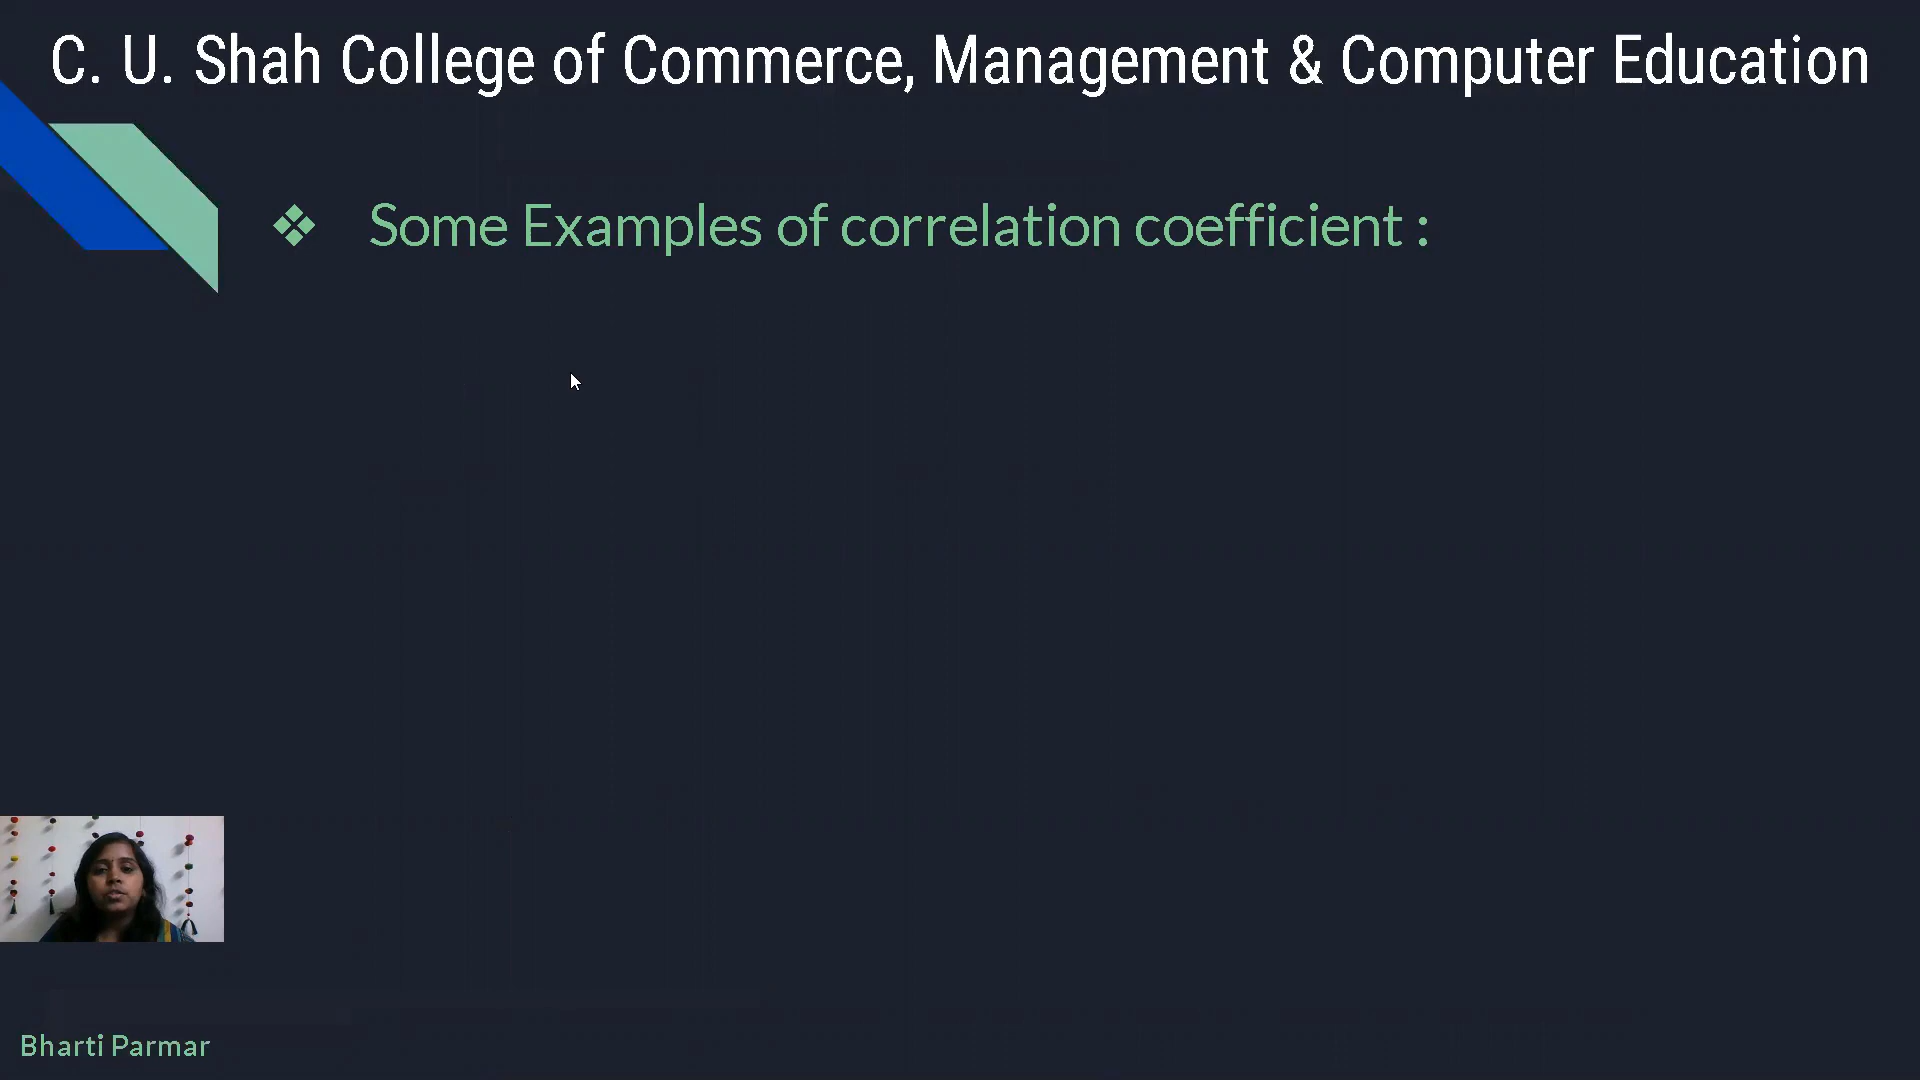 C. U. Shah College of Commerce, Management & Computer Education
❖ Some Examples of correlation coefficient :
Bharti Parmar